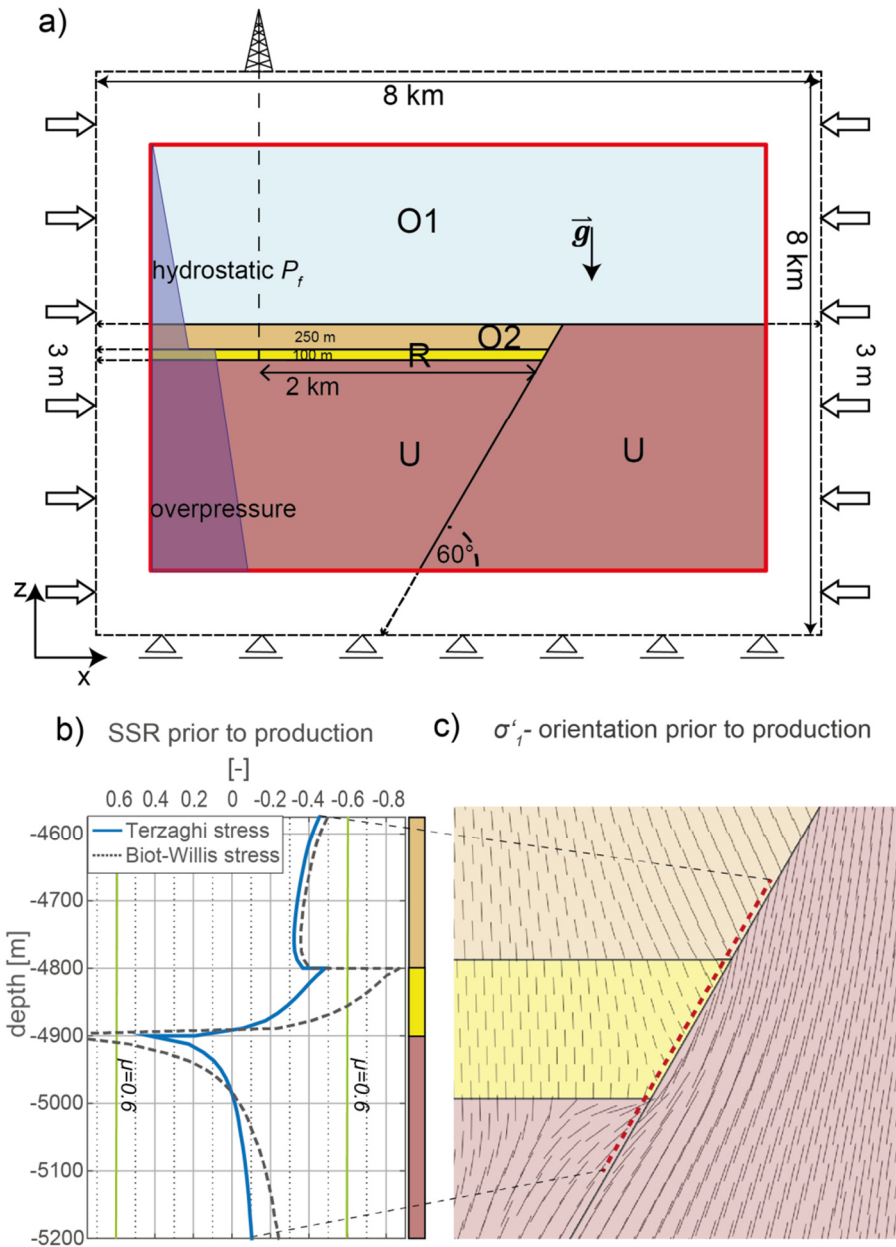 a)
8 km
O1
g
hydrostatic P_f
8 km
250 m
O2
100 m
R
3 m
3 m
2 km
U
U
overpressure
60°
z
x
b) SSR prior to production
[-]
0.6 0.4 0.2 0 -0.2 -0.4 -0.6 -0.8
Terzaghi stress
Biot-Willis stress
-4600
-4700
-4800
-4900
-5000
-5100
-5200
depth [m]
μ=0.6
μ=0.6
c) σ'₁- orientation prior to production